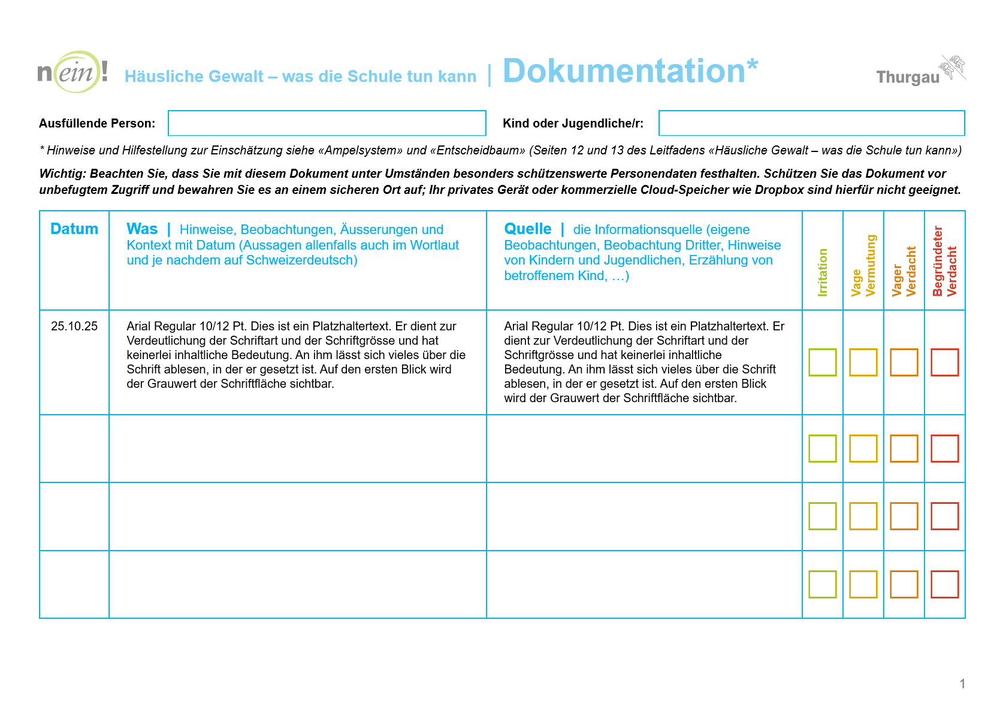 nein! Häusliche Gewalt – was die Schule tun kann | Dokumentation*
Thurgau
Ausfüllende Person:
Kind oder Jugendliche/r:
* Hinweise und Hilfestellung zur Einschätzung siehe «Ampelsystem» und «Entscheidbaum» (Seiten 12 und 13 des Leitfadens «Häusliche Gewalt – was die Schule tun kann»)
Wichtig: Beachten Sie, dass Sie mit diesem Dokument unter Umständen besonders schützenswerte Personendaten festhalten. Schützen Sie das Dokument vor
unbefugtem Zugriff und bewahren Sie es an einem sicheren Ort auf; Ihr privates Gerät oder kommerzielle Cloud-Speicher wie Dropbox sind hierfür nicht geeignet.
Datum
Was | Hinweise, Beobachtungen, Äusserungen und
Kontext mit Datum (Aussagen allenfalls auch im Wortlaut
und je nachdem auf Schweizerdeutsch)
Quelle | die Informationsquelle (eigene
Beobachtungen, Beobachtung Dritter, Hinweise
von Kindern und Jugendlichen, Erzählung von
betroffenem Kind, …)
Irritation
Vage
Vermutung
Vager
Verdacht
Begründeter
Verdacht
25.10.25
Arial Regular 10/12 Pt. Dies ist ein Platzhaltertext. Er dient zur
Verdeutlichung der Schriftart und der Schriftgrösse und hat
keinerlei inhaltliche Bedeutung. An ihm lässt sich vieles über die
Schrift ablesen, in der er gesetzt ist. Auf den ersten Blick wird
der Grauwert der Schriftfläche sichtbar.
Arial Regular 10/12 Pt. Dies ist ein Platzhaltertext. Er
dient zur Verdeutlichung der Schriftart und der
Schriftgrösse und hat keinerlei inhaltliche
Bedeutung. An ihm lässt sich vieles über die Schrift
ablesen, in der er gesetzt ist. Auf den ersten Blick
wird der Grauwert der Schriftfläche sichtbar.
1